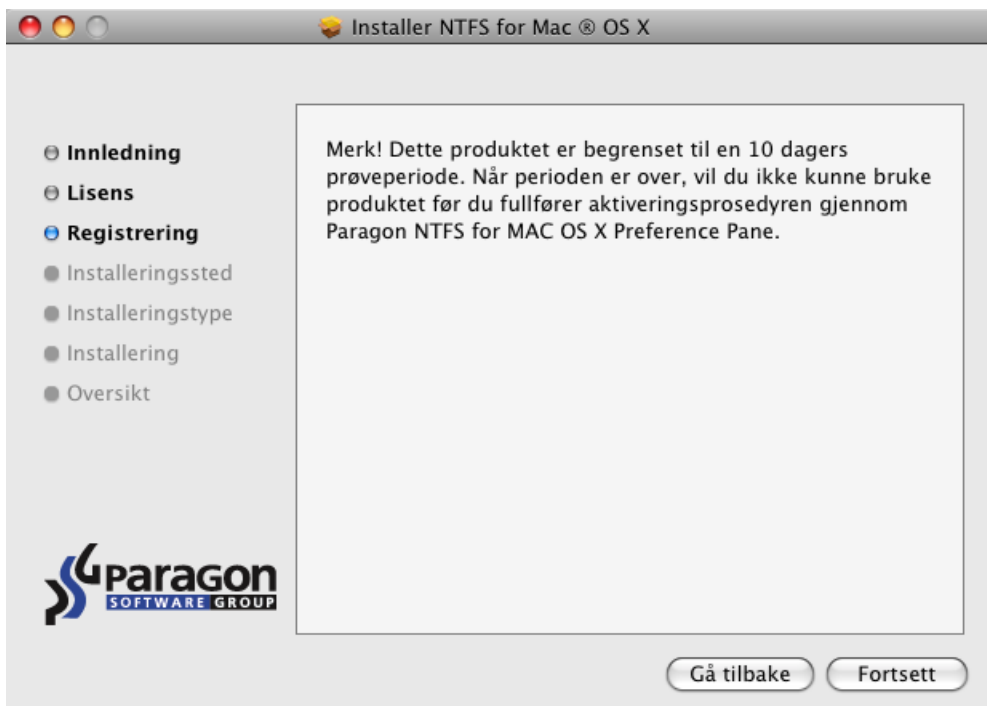 Installer NTFS for Mac ® OS X
Innledning
Lisens
Registrering
Installeringssted
Installeringstype
Installering
Oversikt
Merk! Dette produktet er begrenset til en 10 dagers
prøveperiode. Når perioden er over, vil du ikke kunne bruke
produktet før du fullfører aktiveringsprosedyren gjennom
Paragon NTFS for MAC OS X Preference Pane.
Paragon
SOFTWARE GROUP
Gå tilbake
Fortsett